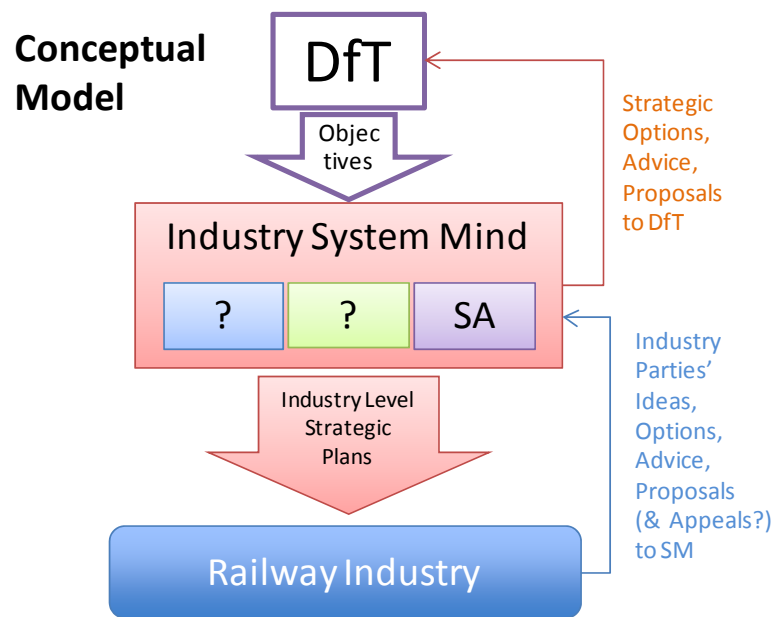 Conceptual
Model
DfT
Objec
tives
Strategic
Options,
Advice,
Proposals
to DfT
Industry System Mind
?
?
SA
Industry Level
Strategic
Plans
Industry
Parties’
Ideas,
Options,
Advice,
Proposals
(& Appeals?)
to SM
Railway Industry